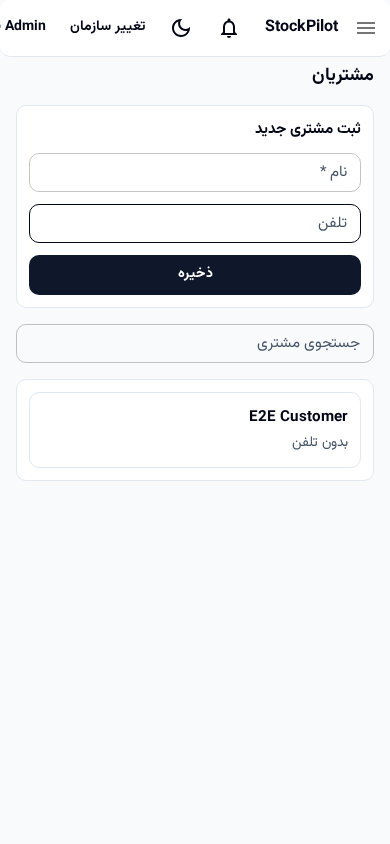 StockPilot
تغییر سازمان
Admin
مشتریان
ثبت مشتری جدید
نام *
تلفن
ذخیره
جستجوی مشتری
E2E Customer
بدون تلفن